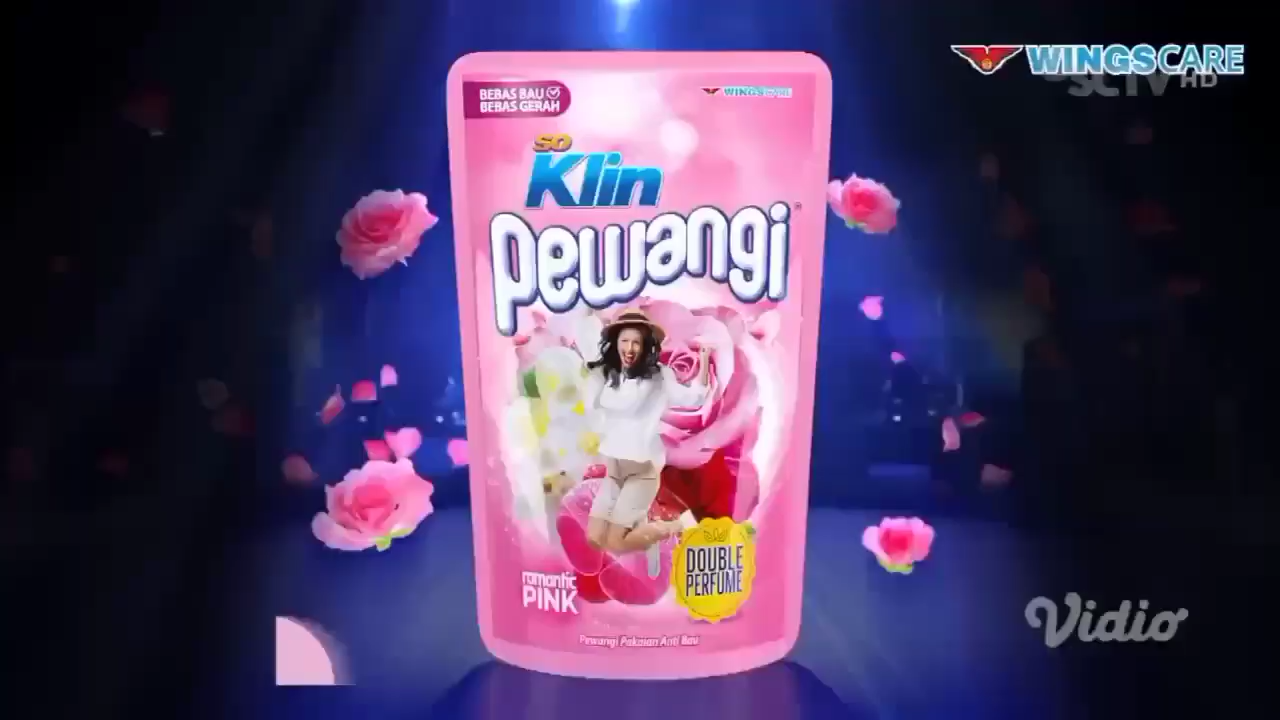 WINGSCARE
SCTV HD
BEBAS BAU
BEBAS GERAH
WINGSCARE
SO
Klin
Pewangi
DOUBLE
PERFUME
romantic
PINK
Pewangi Pakaian Anti Bau
Vidio